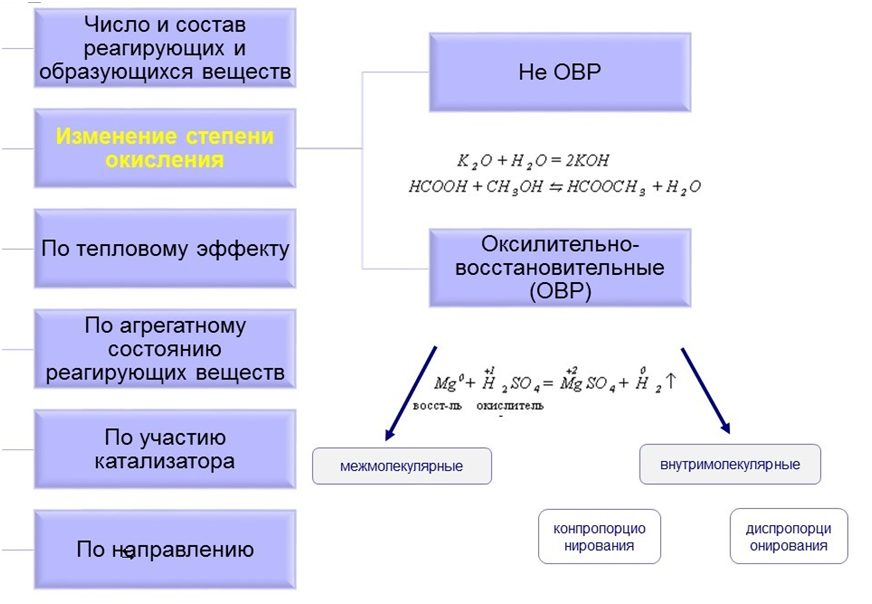 Число и состав
реагирующих и
образующихся веществ
Изменение степени
окисления
По тепловому эффекту
По агрегатному
состоянию
реагирующих веществ
По участию
катализатора
По направлению
Не ОВР
K₂O + H₂O = 2KOH
HCOOH + CH₃OH ⇆ HCOOCH₃ + H₂O
Оксилительно-
восстановительные
(ОВР)
Mg⁰ + H⁺¹₂SO₄ = Mg⁺²SO₄ + H⁰₂ ↑
восст-ль окислитель
межмолекулярные
внутримолекулярные
конпропорцио
нирования
диспропорци
онирования